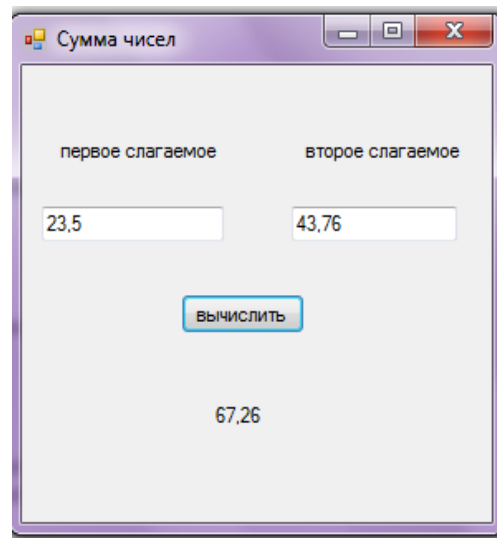 Сумма чисел
первое слагаемое второе слагаемое
23,5 43,76
вычислить
67,26